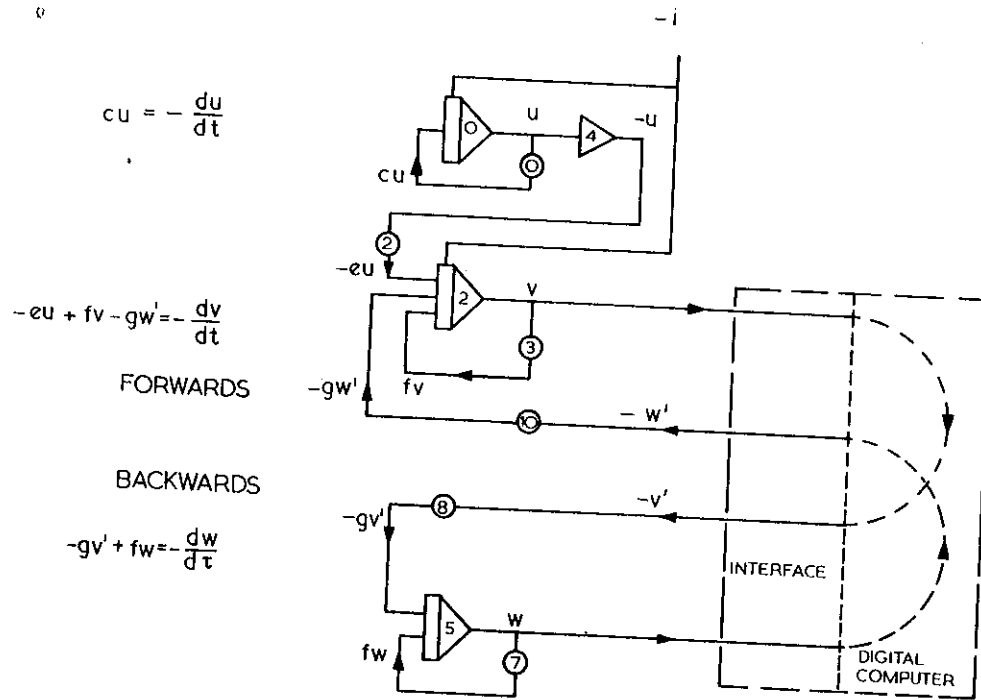 -i
cu = - du/dt
0
u
4
-u
0
cu
2
-eu
2
v
-eu + fv - gw' = - dv/dt
3
fv
FORWARDS
-gw'
10
- w'
BACKWARDS
8
-gv'
-v'
-gv' + fw = - dw/dτ
INTERFACE
5
w
fw
7
DIGITAL
COMPUTER